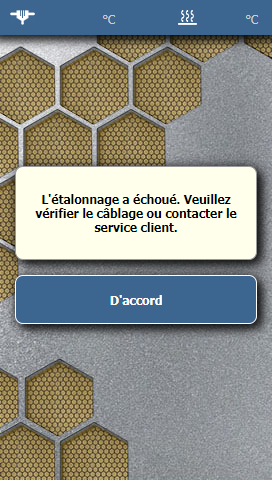 °C °C
L'étalonnage a échoué. Veuillez
vérifier le câblage ou contacter le
service client.
D'accord